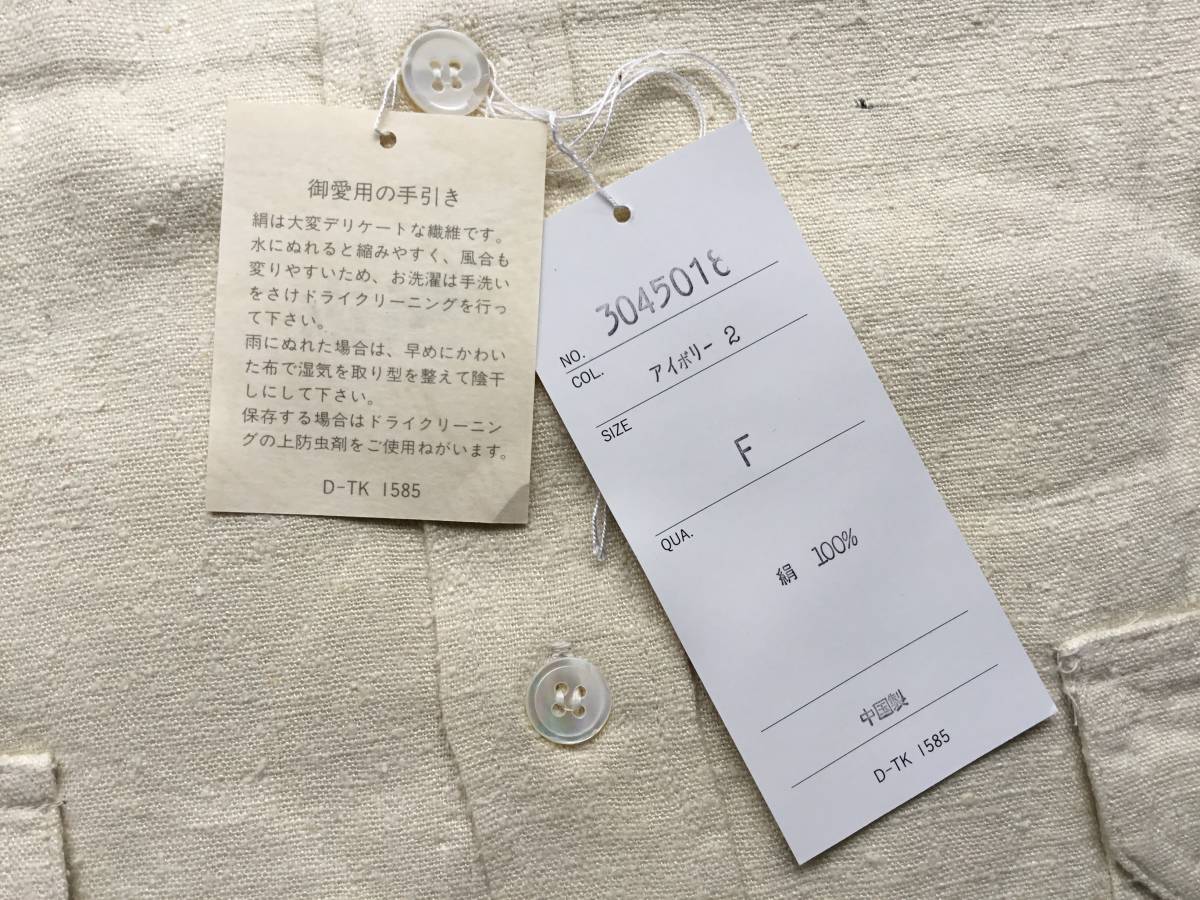 御愛用の手引き
絹は大変デリケートな繊維です。
水にぬれると縮みやすく、風合も
変りやすいため、お洗濯は手洗い
をさけドライクリーニングを行っ
て下さい。
雨にぬれた場合は、早めにかわい
た布で湿気を取り型を整えて陰干
しにして下さい。
保存する場合はドライクリーニン
グの上防虫剤をご使用ねがいます。
D-TK 1585
NO. 3045018
COL. アイボリー 2
SIZE F
QUA.
絹 100%
中国製
D-TK 1585